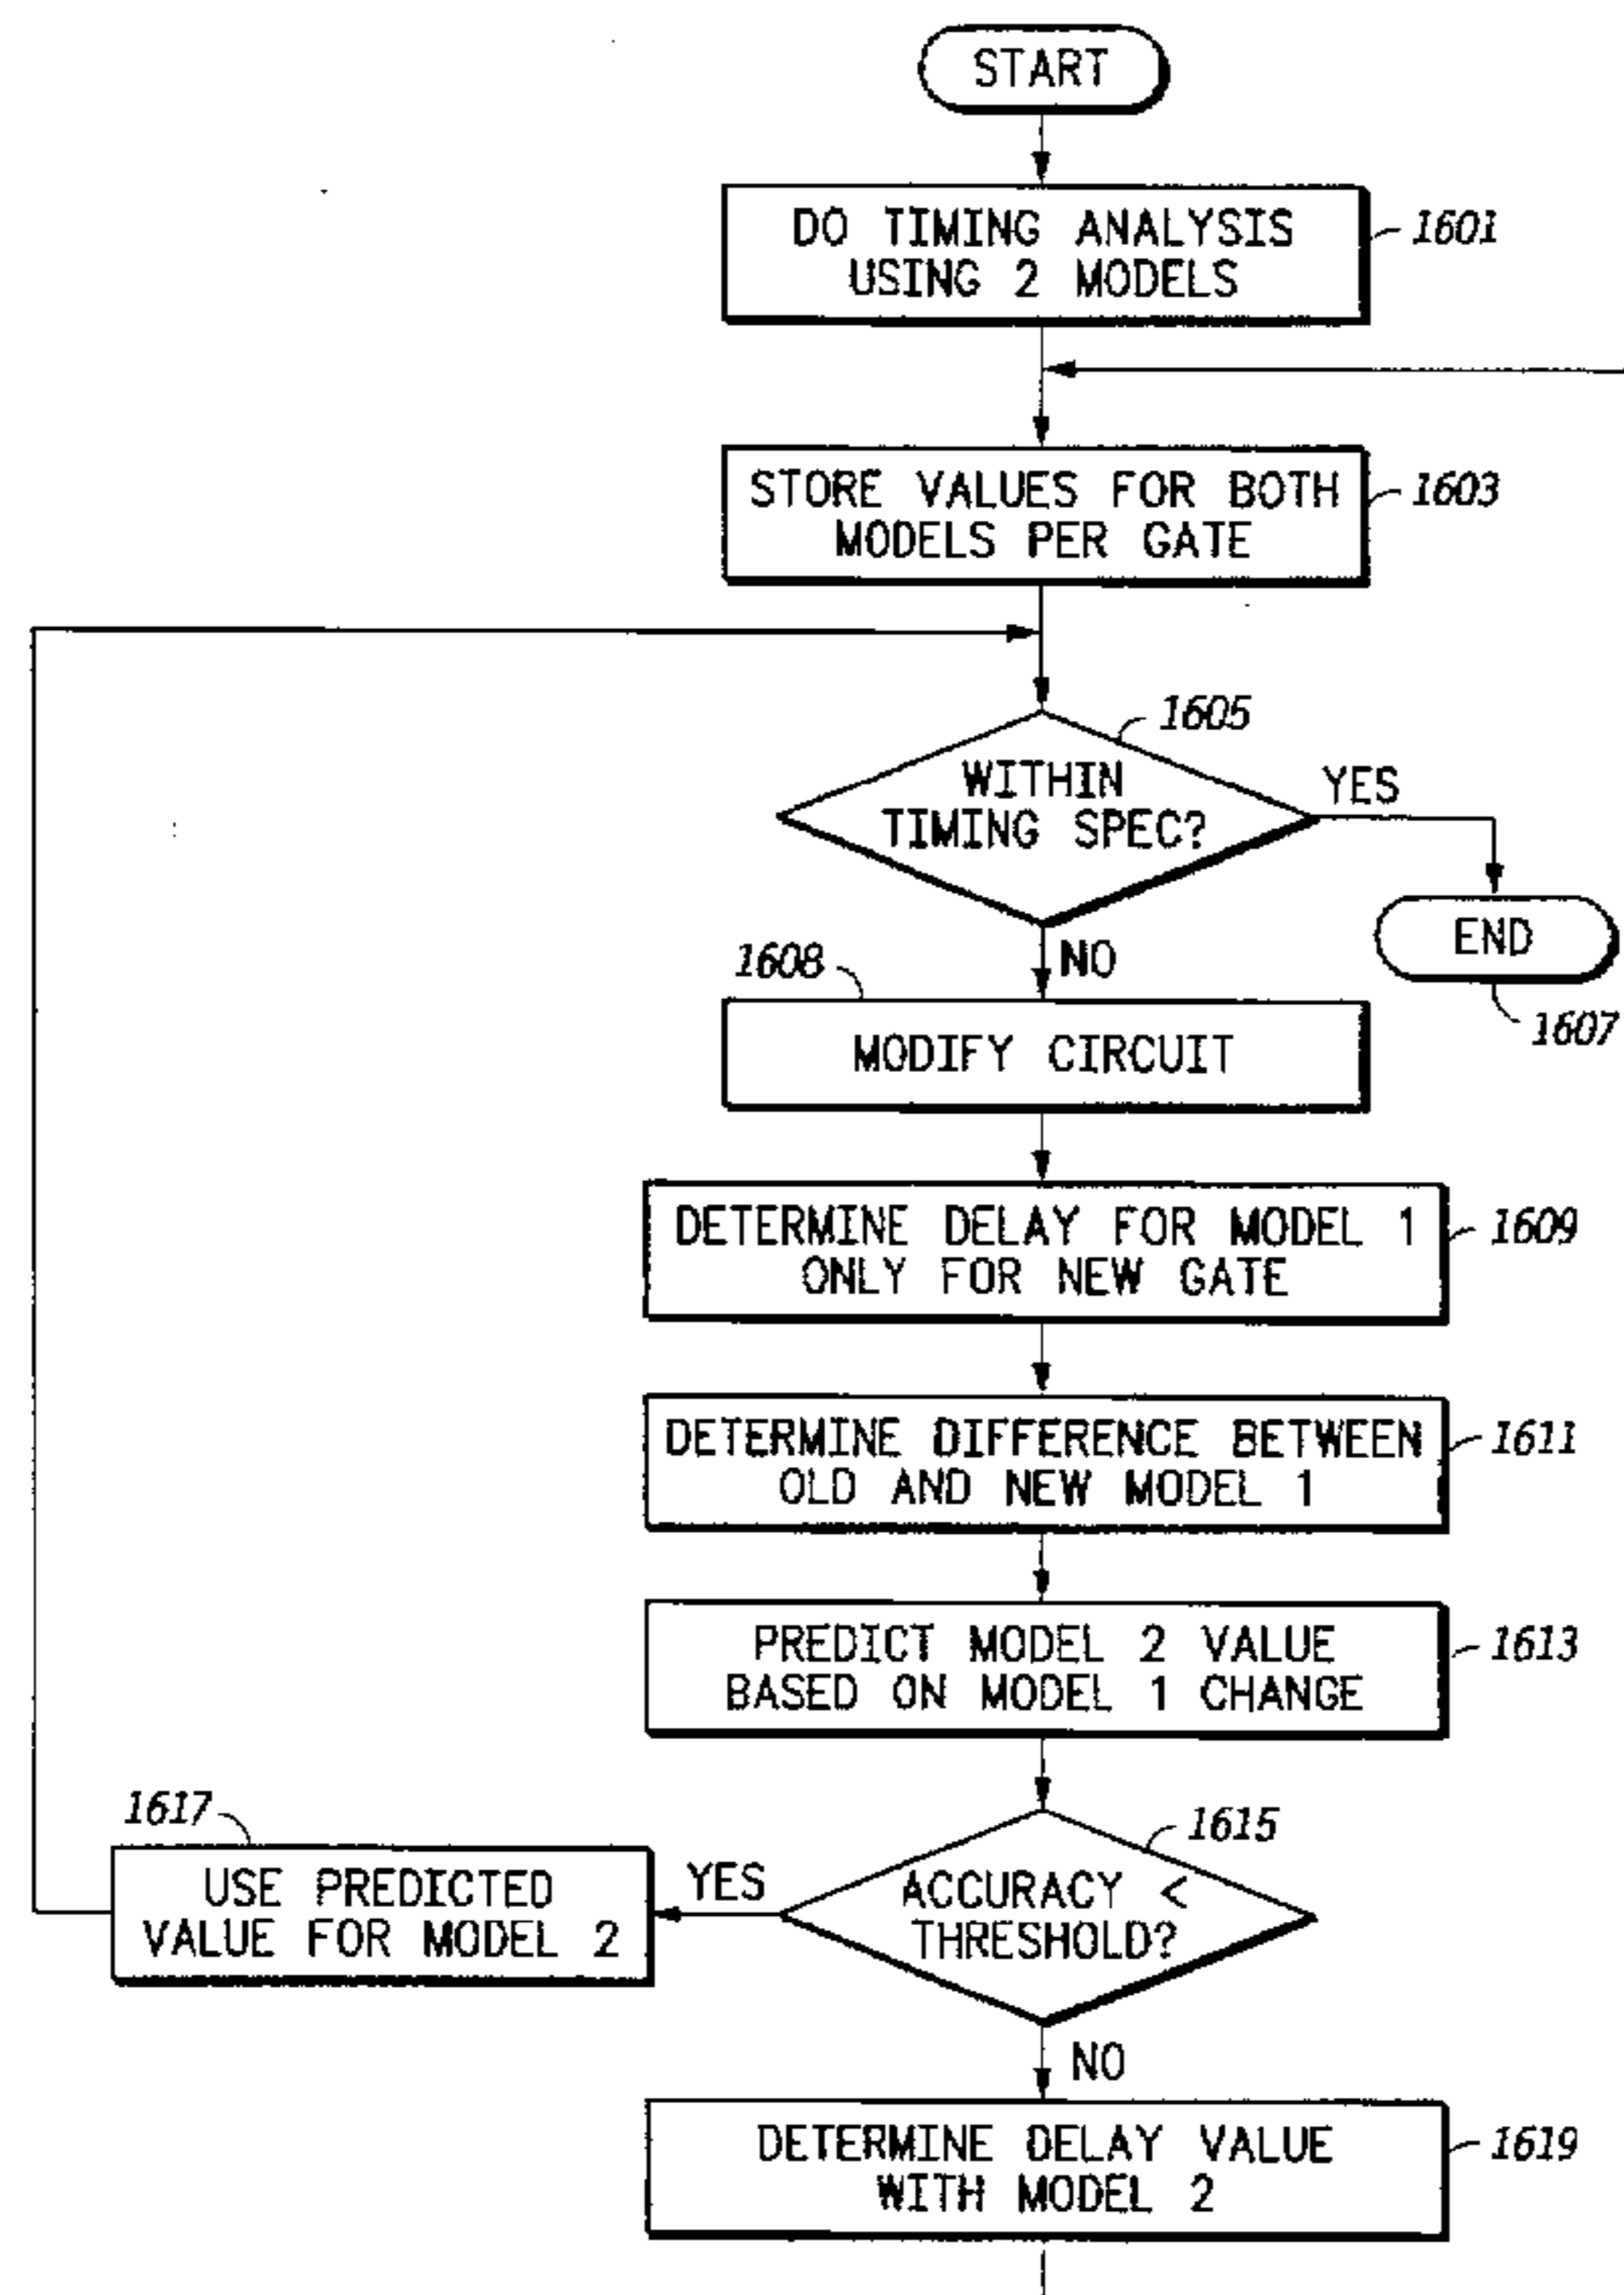 START
DO TIMING ANALYSIS
USING 2 MODELS
1601
STORE VALUES FOR BOTH
MODELS PER GATE
1603
1605
WITHIN
TIMING SPEC?
YES
END
1607
NO
1608
MODIFY CIRCUIT
DETERMINE DELAY FOR MODEL 1
ONLY FOR NEW GATE
1609
DETERMINE DIFFERENCE BETWEEN
OLD AND NEW MODEL 1
1611
PREDICT MODEL 2 VALUE
BASED ON MODEL 1 CHANGE
1613
1615
ACCURACY <
THRESHOLD?
YES
1617
USE PREDICTED
VALUE FOR MODEL 2
NO
DETERMINE DELAY VALUE
WITH MODEL 2
1619